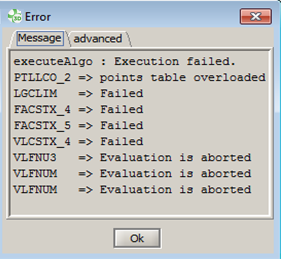 Error
Message
advanced
executeAlgo : Execution failed.
PTLLCO_2 => points table overloaded
LGCLIM => Failed
FACSTX_4 => Failed
FACSTX_5 => Failed
VLCSTX_4 => Failed
VLFNU3 => Evaluation is aborted
VLFNUM => Evaluation is aborted
VLFNUM => Evaluation is aborted
Ok